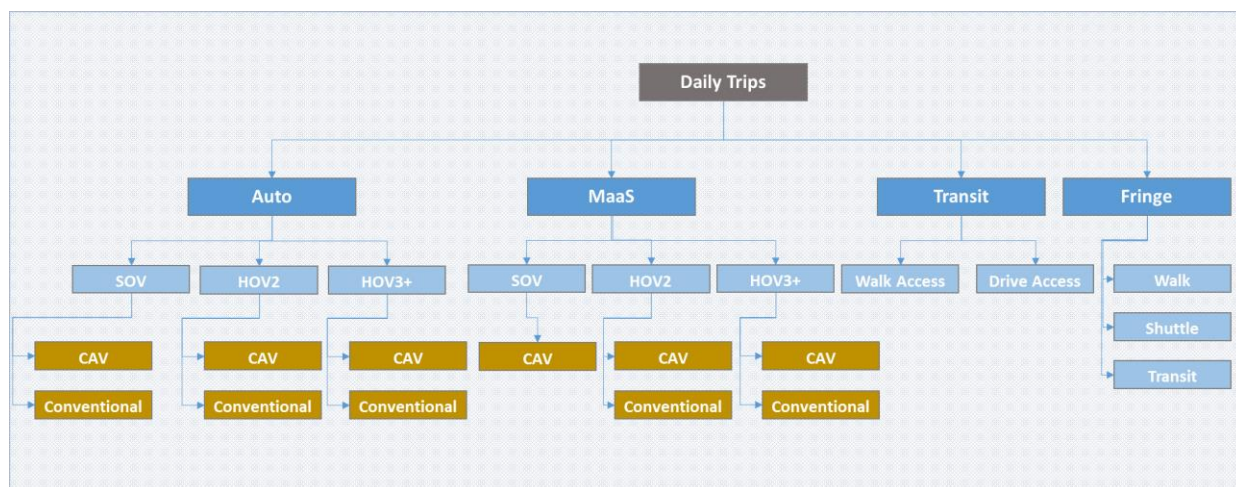 Daily Trips
Auto
MaaS
Transit
Fringe
SOV
HOV2
HOV3+
SOV
HOV2
HOV3+
Walk Access
Drive Access
Walk
CAV
CAV
CAV
CAV
CAV
CAV
Shuttle
Conventional
Conventional
Conventional
Conventional
Conventional
Transit